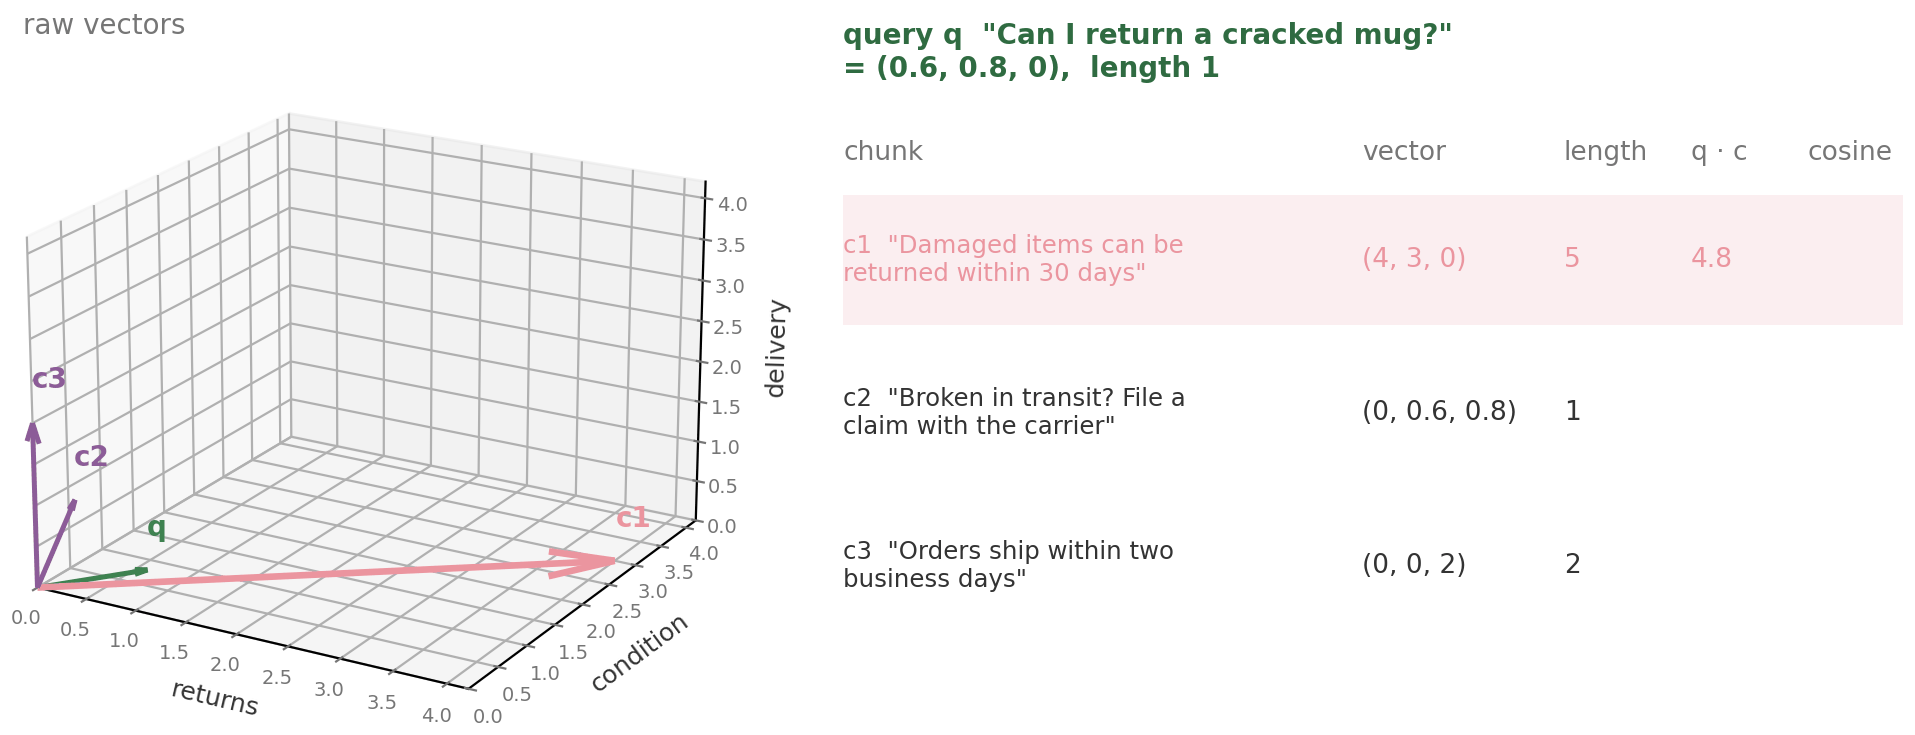 raw vectors
query q  "Can I return a cracked mug?"
= (0.6, 0.8, 0),  length 1
chunk vector length q · c cosine
c1  "Damaged items can be
returned within 30 days"
(4, 3, 0) 5 4.8
c2  "Broken in transit? File a
claim with the carrier"
(0, 0.6, 0.8) 1
c3  "Orders ship within two
business days"
(0, 0, 2) 2
c3
c2
q
c1
0.0 0.5 1.0 1.5 2.0 2.5 3.0 3.5 4.0
returns
0.0 0.5 1.0 1.5 2.0 2.5 3.0 3.5 4.0
condition
0.0 0.5 1.0 1.5 2.0 2.5 3.0 3.5 4.0
delivery